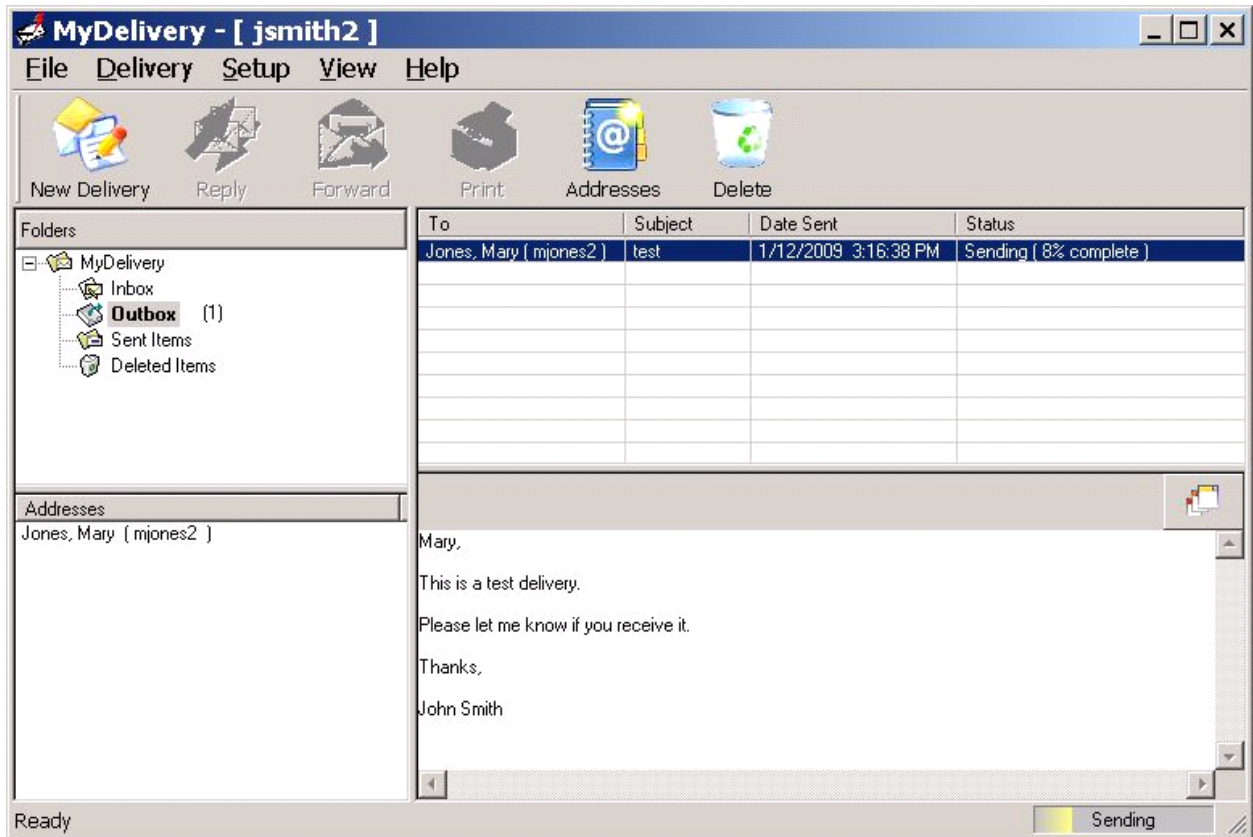 MyDelivery - [ jsmith2 ]
File Delivery Setup View Help
New Delivery Reply Forward Print Addresses Delete
Folders
MyDelivery
Inbox
Outbox (1)
Sent Items
Deleted Items
Addresses
Jones, Mary ( mjones2 )
To Subject Date Sent Status
Jones, Mary ( mjones2 ) test 1/12/2009 3:16:38 PM Sending ( 8% complete )
Mary,
This is a test delivery.
Please let me know if you receive it.
Thanks,
John Smith
Ready Sending